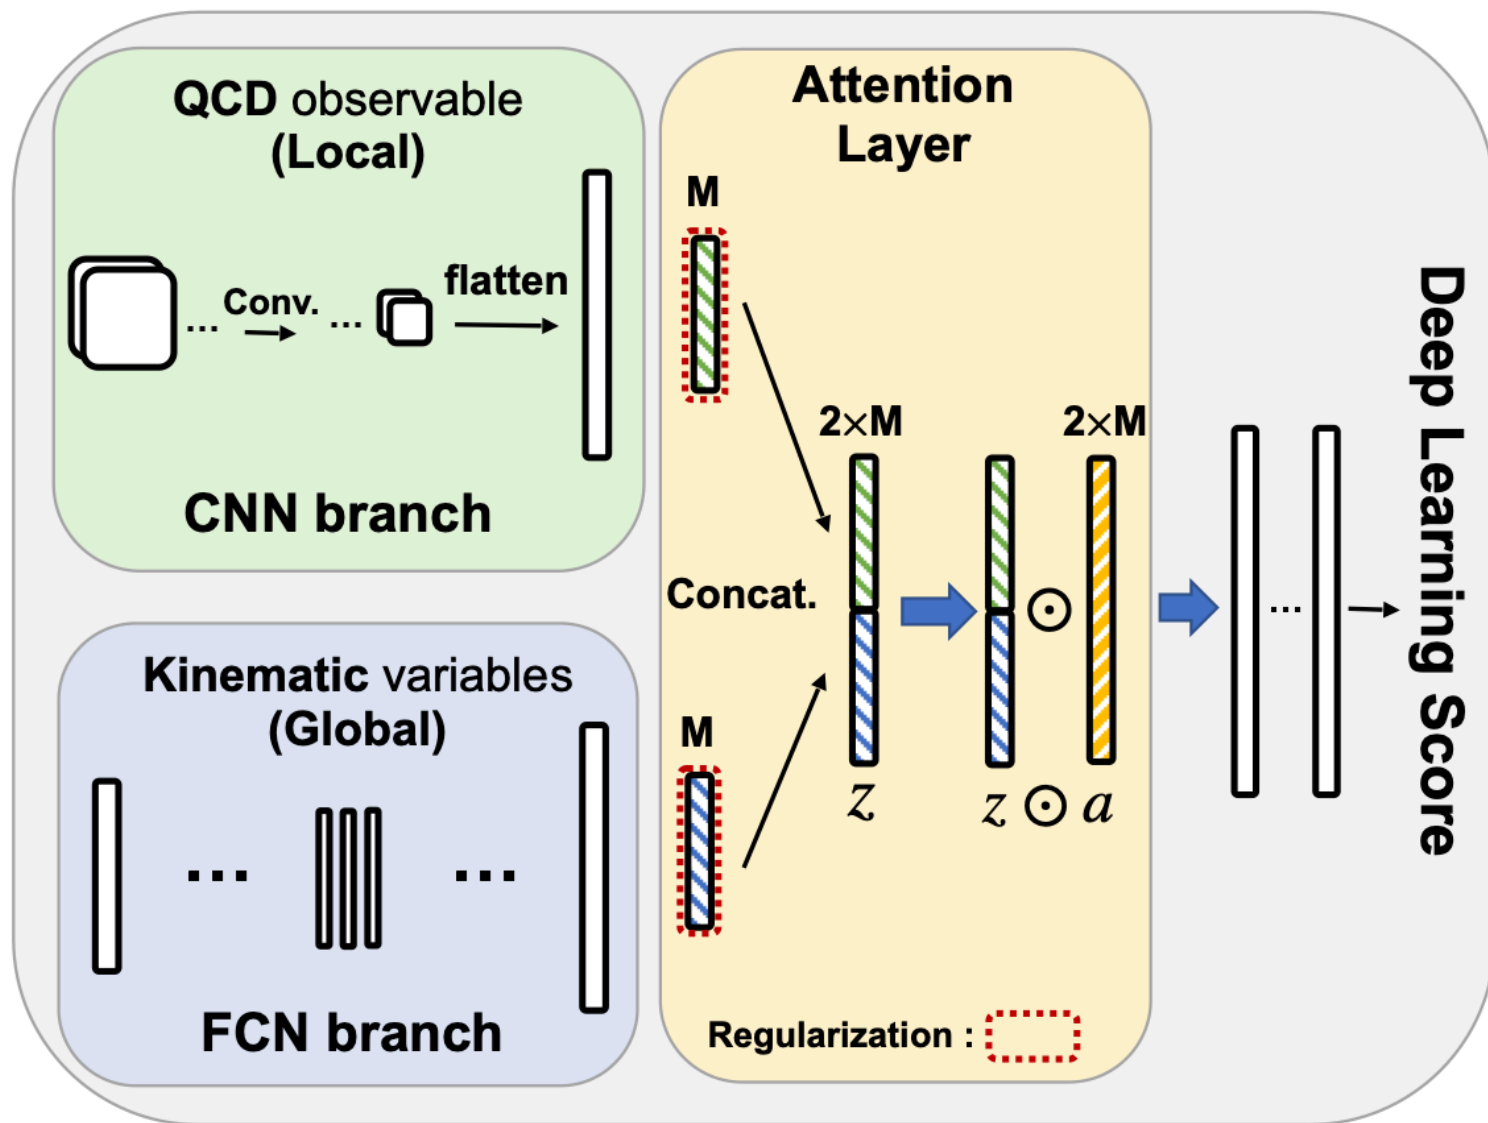 QCD observable
(Local)
... Conv. ... flatten
CNN branch
Kinematic variables
(Global)
... ...
FCN branch
Attention
Layer
M
2×M 2×M
Concat.
⊙
M
z z ⊙ a
Regularization :
...
Deep Learning Score